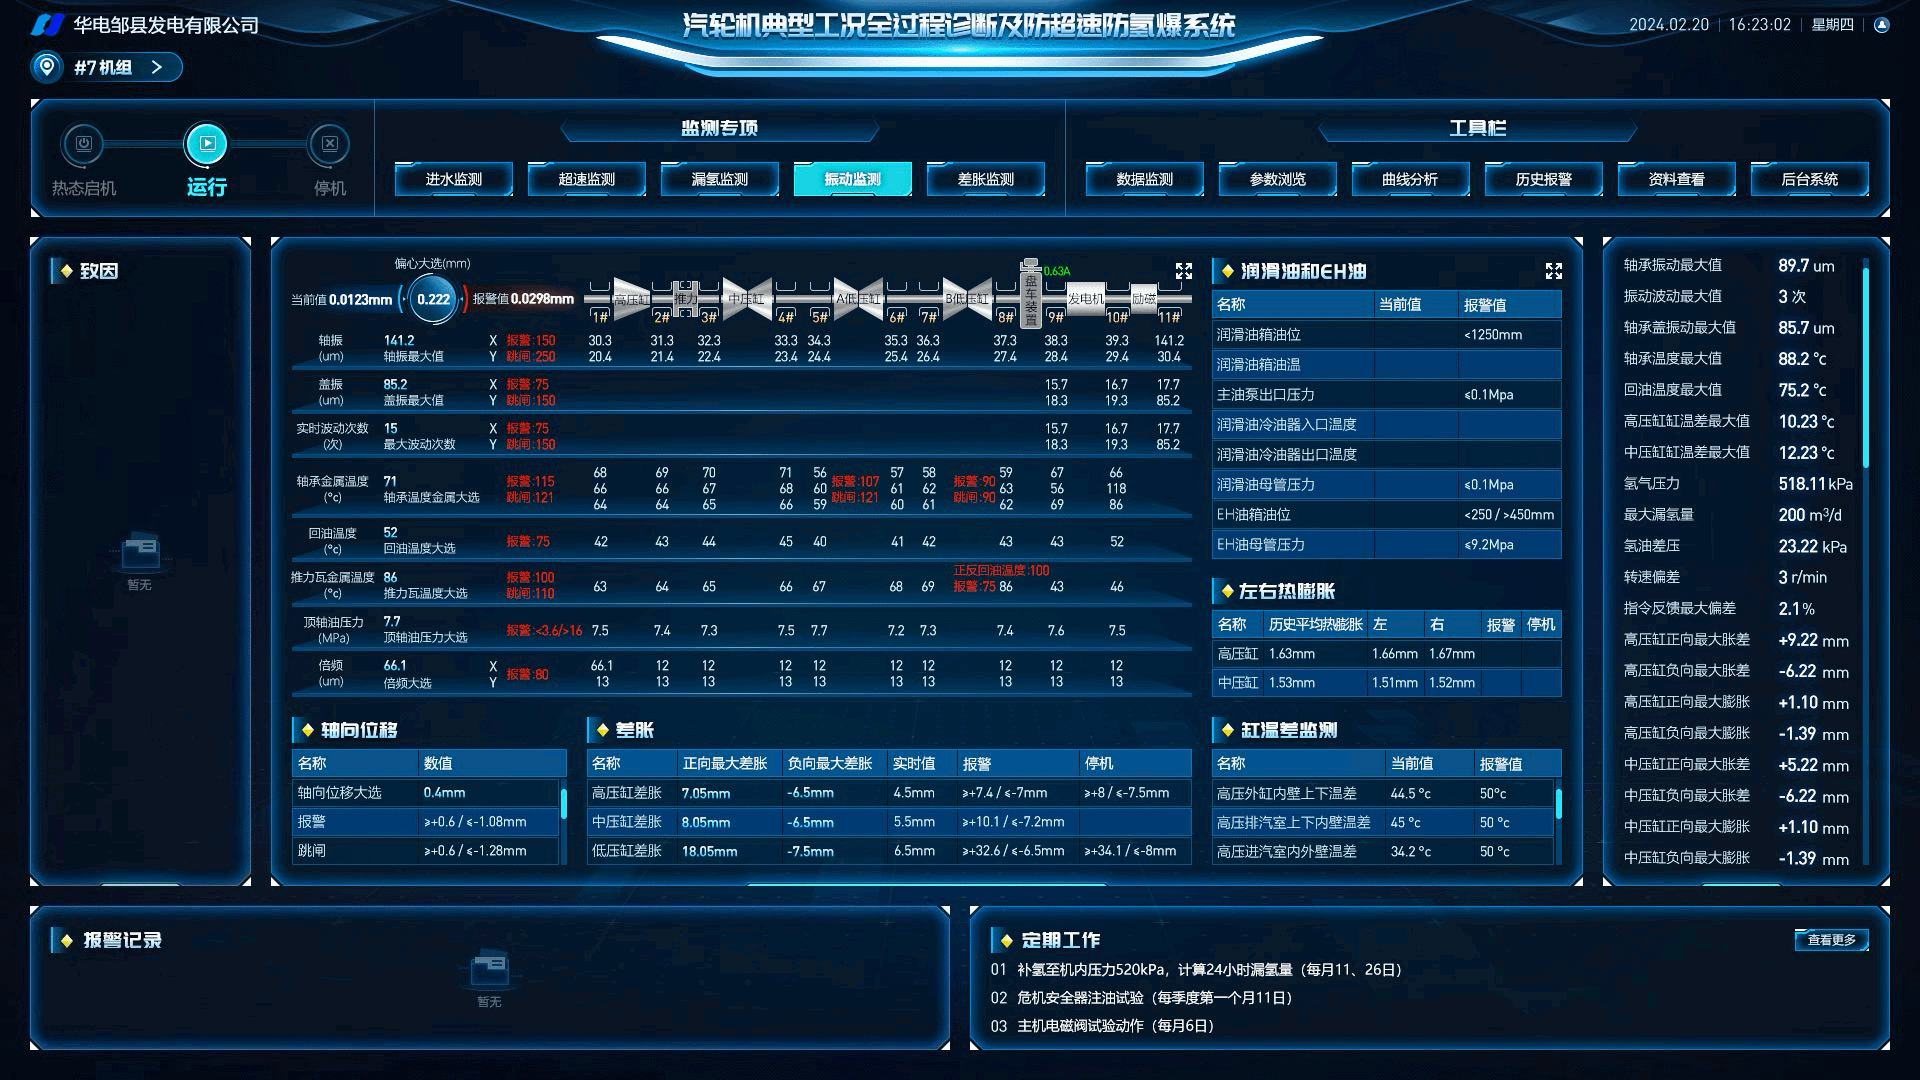 华电邹县发电有限公司
汽轮机典型工况全过程诊断及防超速防氢爆系统
2024.02.20 16:23:02 星期四
#7 机组
热态启机 运行 停机
监测专项
进水监测 超速监测 漏氢监测 振动监测 差胀监测
工具栏
数据监测 参数浏览 曲线分析 历史报警 资料查看 后台系统
致因
暂无
偏心大选(mm)
当前值 0.0123mm 0.222 报警值 0.0298mm
0.63A
高压缸 推力 中压缸 A低压缸 B低压缸 盘车装置 发电机 励磁
1# 2# 3# 4# 5# 6# 7# 8# 9# 10# 11#
轴振 141.2 X 报警:150 30.3 31.3 32.3 33.3 34.3 35.3 36.3 37.3 38.3 39.3 141.2
(um) 轴振最大值 Y 跳闸:250 20.4 21.4 22.4 23.4 24.4 25.4 26.4 27.4 28.4 29.4 30.4
盖振 85.2 X 报警:75 15.7 16.7 17.7
(um) 盖振最大值 Y 跳闸:150 18.3 19.3 85.2
实时波动次数 15 X 报警:75 15.7 16.7 17.7
(次) 最大波动次数 Y 跳闸:150 18.3 19.3 85.2
68 69 70 71 56 57 58 59 67 66
轴承金属温度 71 报警:115 66 66 67 68 60 报警:107 61 62 报警:90 63 56 118
(°c) 轴承温度金属大选 跳闸:121 64 64 65 66 59 跳闸:121 60 61 跳闸:90 62 69 86
回油温度 52 报警:75 42 43 44 45 40 41 42 43 43 52
(°c) 回油温度大选
正反回油温度:100
推力瓦金属温度 86 报警:100 63 64 65 66 67 68 69 报警:75 86 43 46
(°c) 推力瓦温度大选 跳闸:110
顶轴油压力 7.7 报警:<3.6/>16 7.5 7.4 7.3 7.5 7.7 7.2 7.3 7.4 7.6 7.5
(MPa) 顶轴油压力大选
倍频 66.1 X 报警:80 66.1 12 12 12 12 12 12 12 12 12
(um) 倍频大选 Y 13 13 13 13 13 13 13 13 13 13
轴向位移
名称 数值
轴向位移大选 0.4mm
报警 ≥+0.6 / ≤-1.08mm
跳闸 ≥+0.6 / ≤-1.28mm
差胀
名称 正向最大差胀 负向最大差胀 实时值 报警 停机
高压缸差胀 7.05mm -6.5mm 4.5mm ≥+7.4 / ≤-7mm ≥+8 / ≤-7.5mm
中压缸差胀 8.05mm -6.5mm 5.5mm ≥+10.1 / ≤-7.2mm
低压缸差胀 18.05mm -7.5mm 6.5mm ≥+32.6 / ≤-6.5mm ≥+34.1 / ≤-8mm
润滑油和EH油
名称 当前值 报警值
润滑油箱油位 <1250mm
润滑油箱油温
主油泵出口压力 ≤0.1Mpa
润滑油冷油器入口温度
润滑油冷油器出口温度
润滑油母管压力 ≤0.1Mpa
EH油箱油位 <250 / >450mm
EH油母管压力 ≤9.2Mpa
左右热膨胀
名称 历史平均热膨胀 左 右 报警 停机
高压缸 1.63mm 1.66mm 1.67mm
中压缸 1.53mm 1.51mm 1.52mm
缸温差监测
名称 当前值 报警值
高压外缸内壁上下温差 44.5 °c 50°c
高压排汽室上下内壁温差 45 °c 50 °c
高压进汽室内外壁温差 34.2 °c 50 °c
轴承振动最大值 89.7 um
振动波动最大值 3 次
轴承盖振动最大值 85.7 um
轴承温度最大值 88.2 °c
回油温度最大值 75.2 °c
高压缸缸温差最大值 10.23 °c
中压缸缸温差最大值 12.23 °c
氢气压力 518.11 kPa
最大漏氢量 200 m³/d
氢油差压 23.22 kPa
转速偏差 3 r/min
指令反馈最大偏差 2.1 %
高压缸正向最大胀差 +9.22 mm
高压缸负向最大胀差 -6.22 mm
高压缸正向最大膨胀 +1.10 mm
高压缸负向最大膨胀 -1.39 mm
中压缸正向最大胀差 +5.22 mm
中压缸负向最大胀差 -6.22 mm
中压缸正向最大膨胀 +1.10 mm
中压缸负向最大膨胀 -1.39 mm
报警记录
暂无
定期工作
查看更多
01 补氢至机内压力520kPa，计算24小时漏氢量（每月11、26日）
02 危机安全器注油试验（每季度第一个月11日）
03 主机电磁阀试验动作（每月6日）